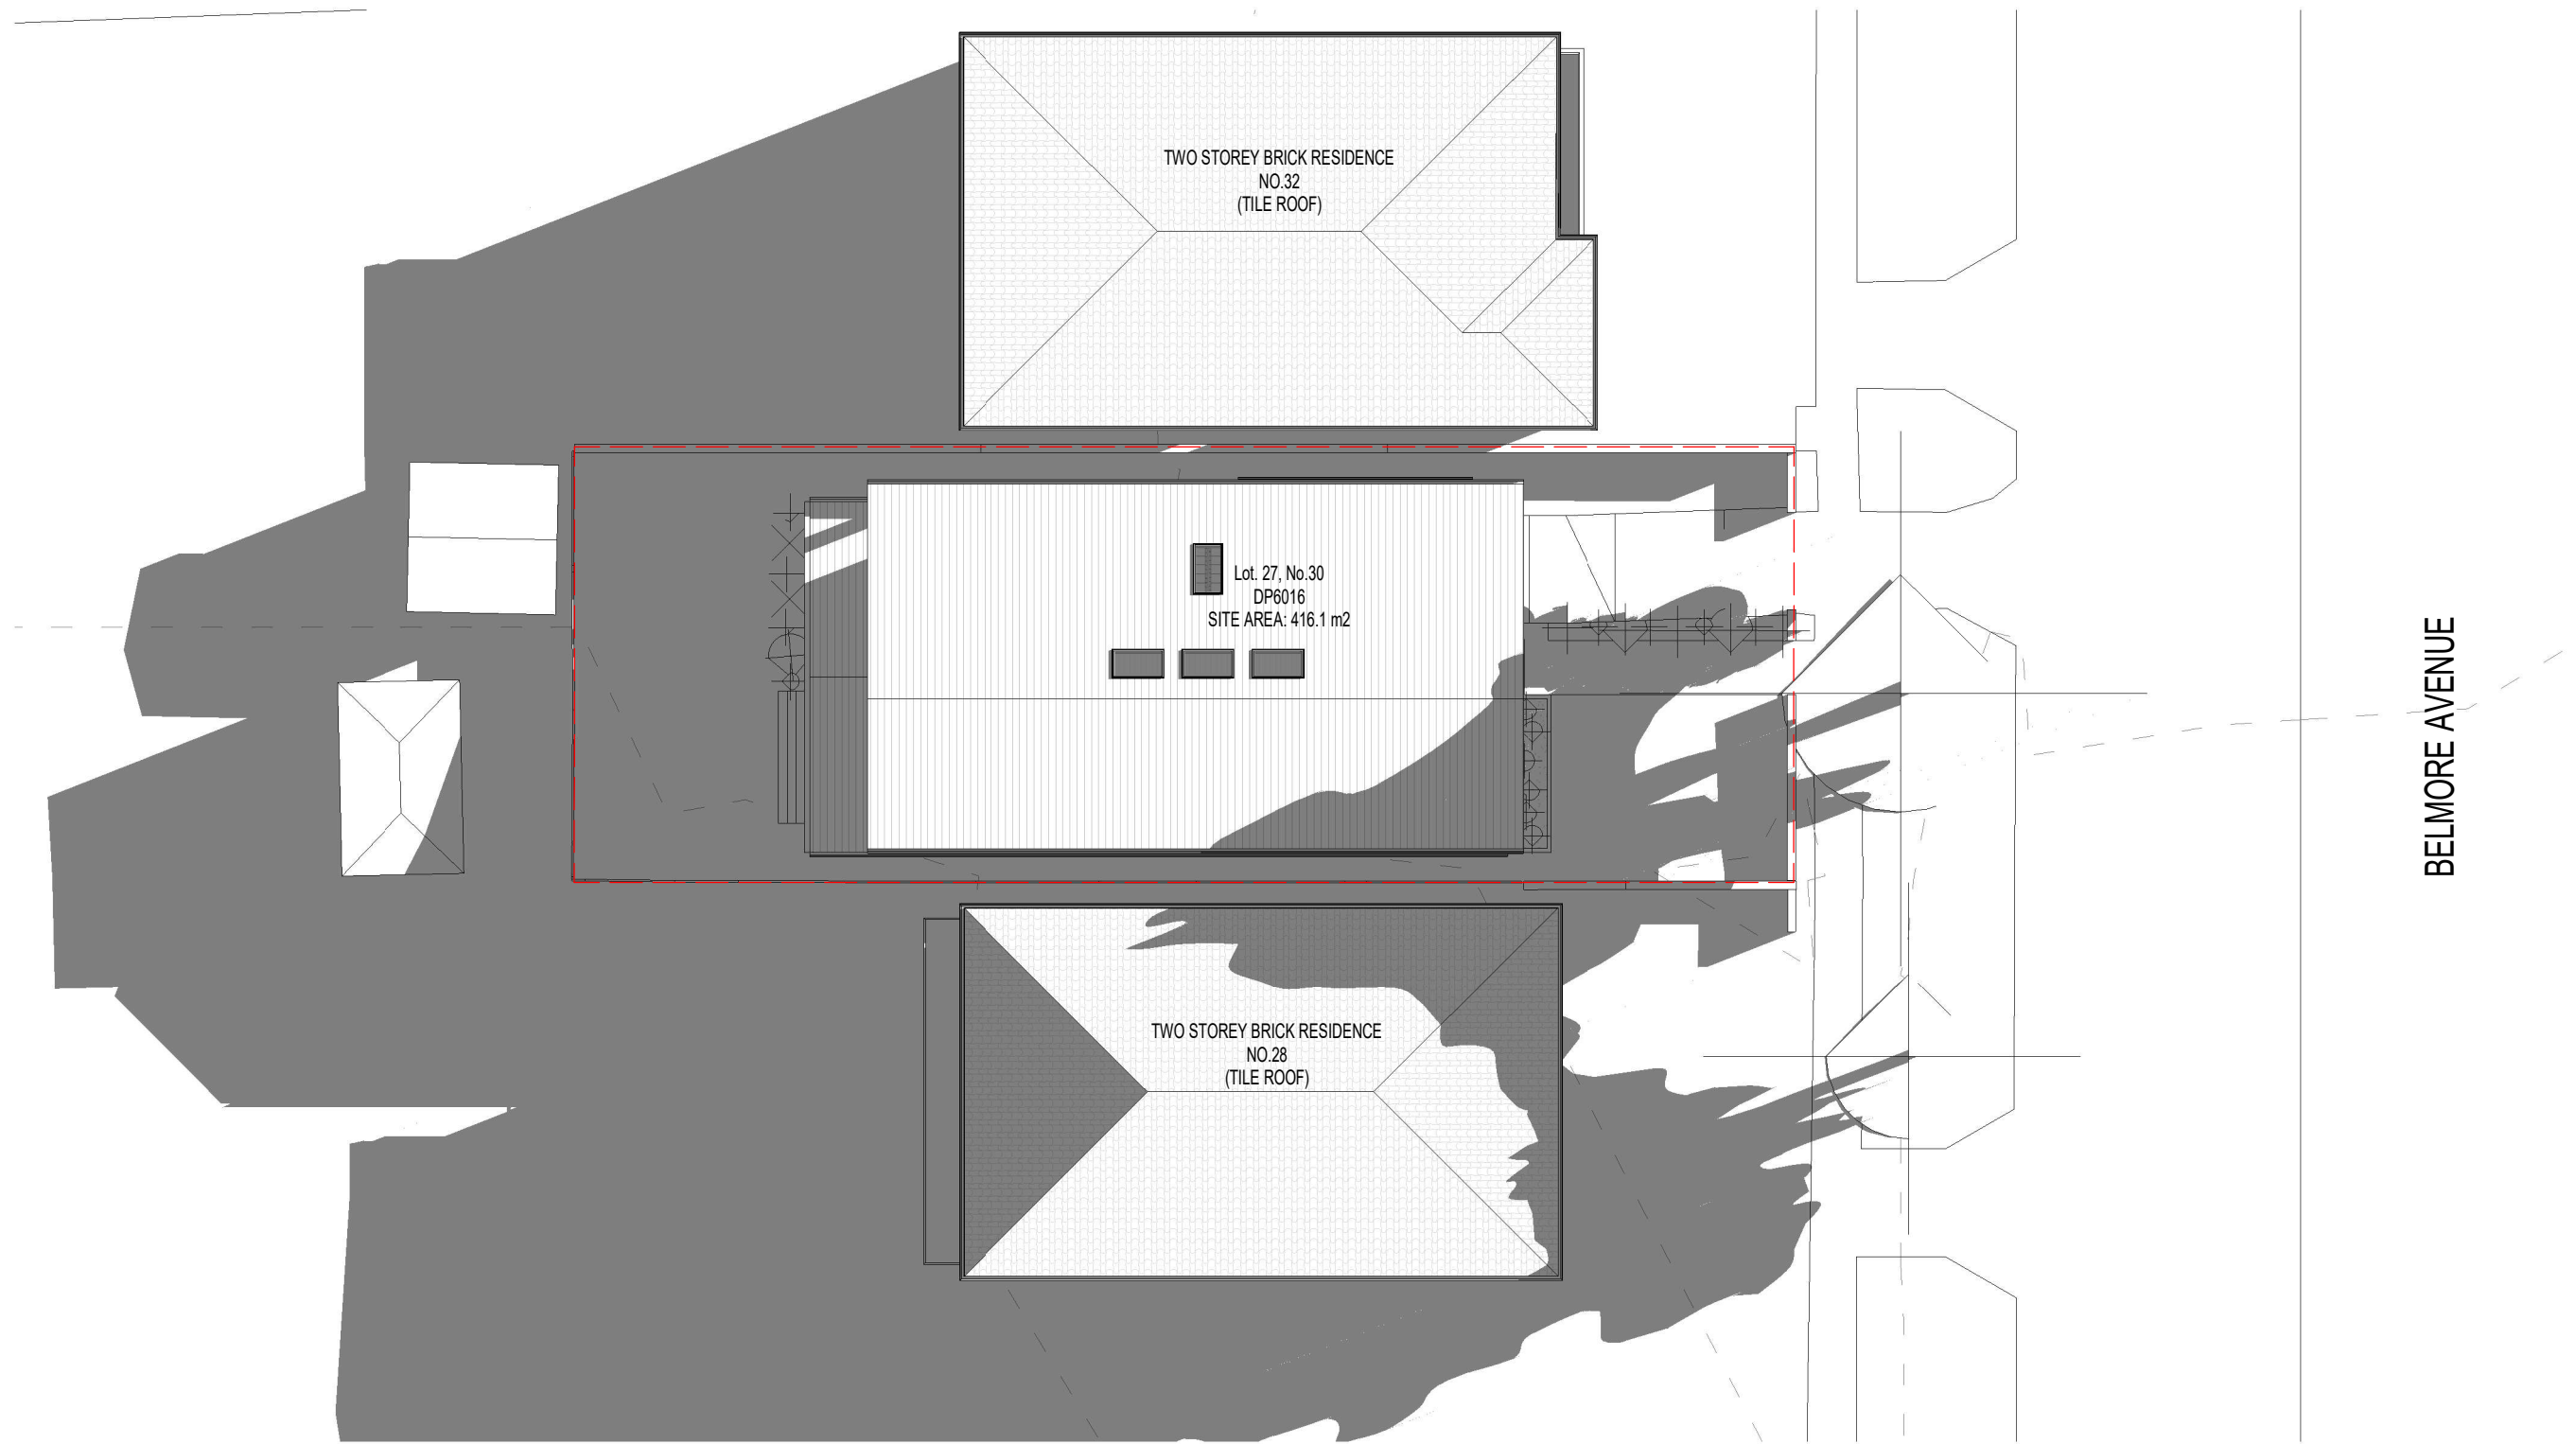 TWO STOREY BRICK RESIDENCE
NO.32
(TILE ROOF)
Lot. 27, No.30
DP6016
SITE AREA: 416.1 m2
BELMORE AVENUE
TWO STOREY BRICK RESIDENCE
NO.28
(TILE ROOF)